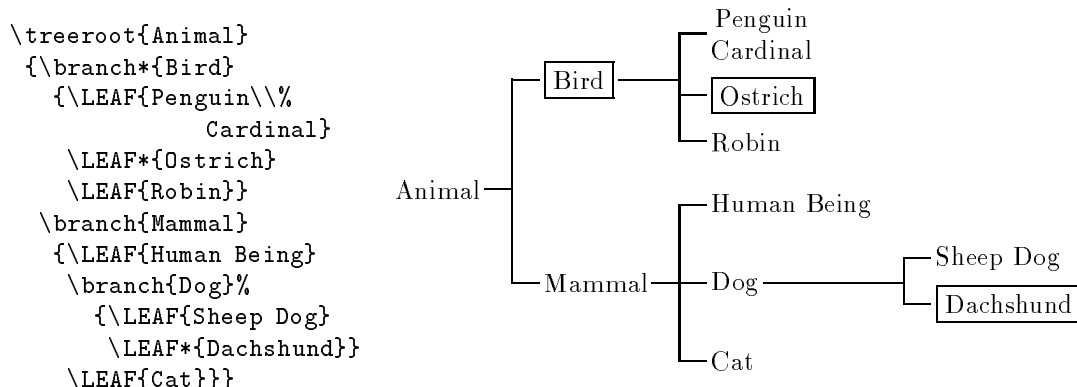 \treeroot{Animal}
{\branch*{Bird}
{\LEAF{Penguin\\%
Cardinal}
\LEAF*{Ostrich}
\LEAF{Robin}}
\branch{Mammal}
{\LEAF{Human Being}
\branch{Dog}%
{\LEAF{Sheep Dog}
\LEAF*{Dachshund}}
\LEAF{Cat}}}
Animal
Bird
Penguin
Cardinal
Ostrich
Robin
Mammal
Human Being
Dog
Sheep Dog
Dachshund
Cat